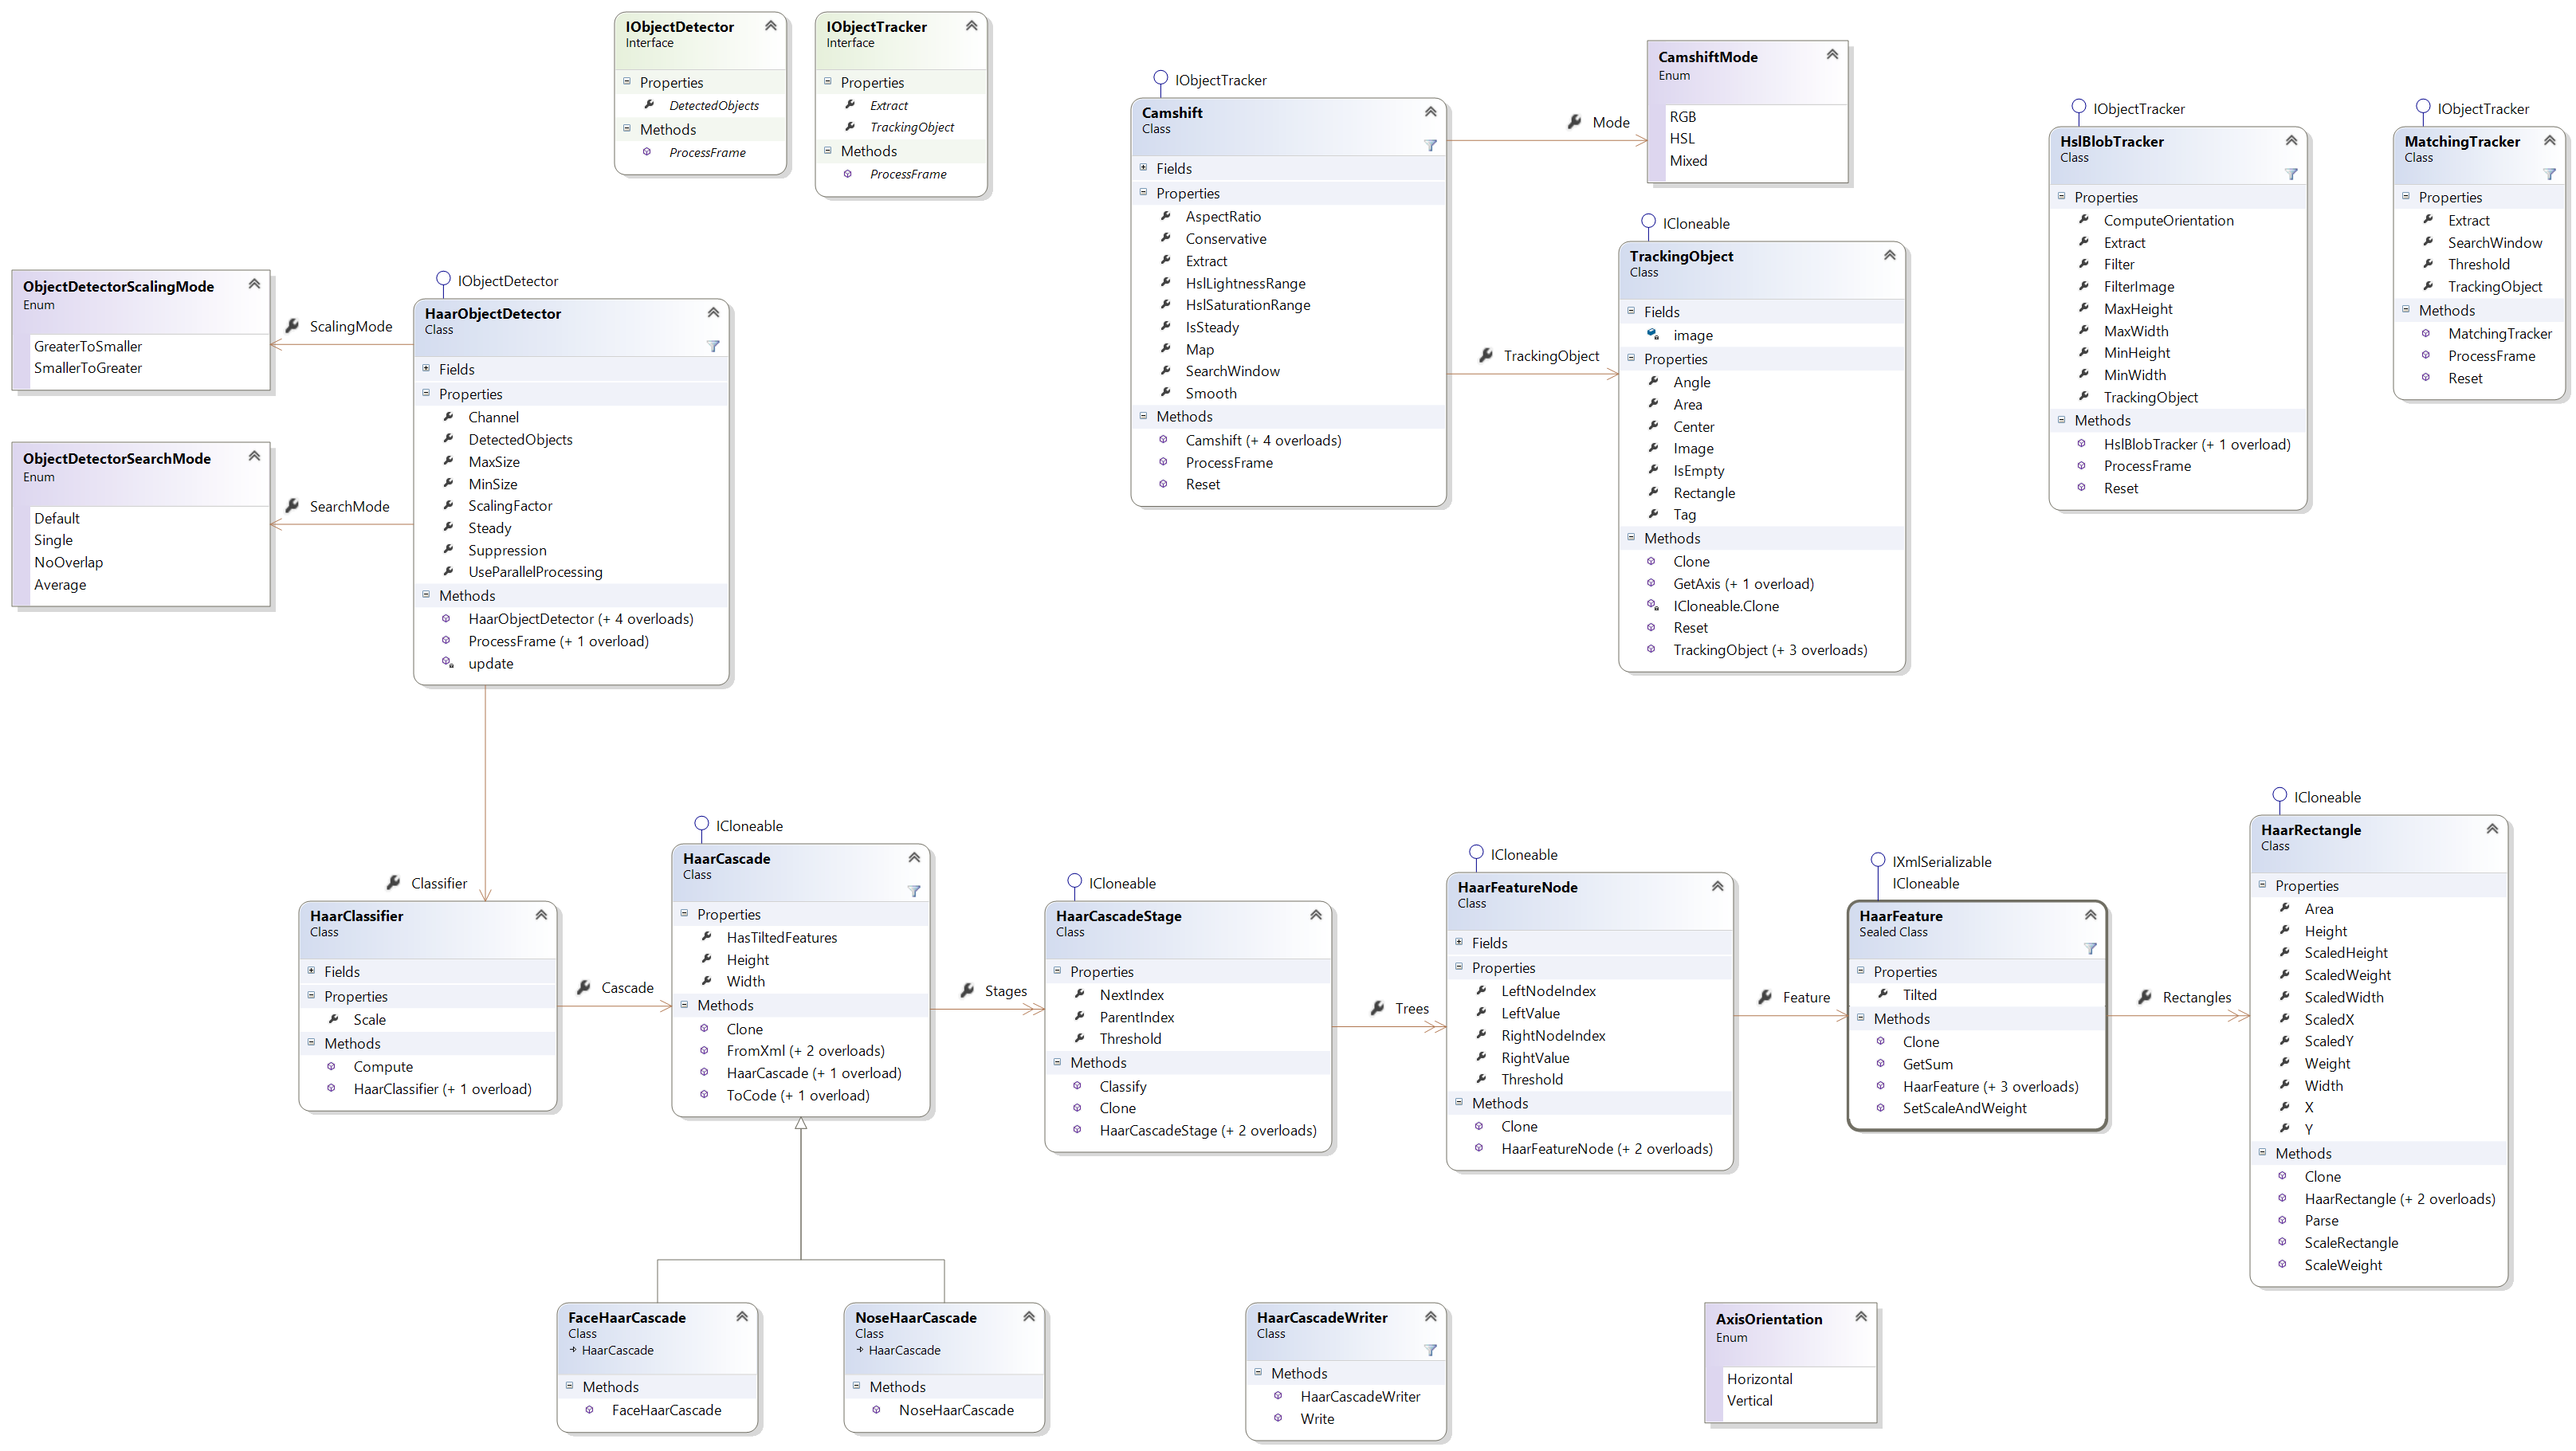 IObjectDetector
Interface
Properties
DetectedObjects
Methods
ProcessFrame
IObjectTracker
Interface
Properties
Extract
TrackingObject
Methods
ProcessFrame
IObjectTracker
Camshift
Class
Fields
Properties
AspectRatio
Conservative
Extract
HslLightnessRange
HslSaturationRange
IsSteady
Map
SearchWindow
Smooth
Methods
Camshift (+ 4 overloads)
ProcessFrame
Reset
Mode
CamshiftMode
Enum
RGB
HSL
Mixed
TrackingObject
ICloneable
TrackingObject
Class
Fields
image
Properties
Angle
Area
Center
Image
IsEmpty
Rectangle
Tag
Methods
Clone
GetAxis (+ 1 overload)
ICloneable.Clone
Reset
TrackingObject (+ 3 overloads)
IObjectTracker
HslBlobTracker
Class
Properties
ComputeOrientation
Extract
Filter
FilterImage
MaxHeight
MaxWidth
MinHeight
MinWidth
TrackingObject
Methods
HslBlobTracker (+ 1 overload)
ProcessFrame
Reset
IObjectTracker
MatchingTracker
Class
Properties
Extract
SearchWindow
Threshold
TrackingObject
Methods
MatchingTracker
ProcessFrame
Reset
ObjectDetectorScalingMode
Enum
GreaterToSmaller
SmallerToGreater
ScalingMode
ObjectDetectorSearchMode
Enum
Default
Single
NoOverlap
Average
SearchMode
IObjectDetector
HaarObjectDetector
Class
Fields
Properties
Channel
DetectedObjects
MaxSize
MinSize
ScalingFactor
Steady
Suppression
UseParallelProcessing
Methods
HaarObjectDetector (+ 4 overloads)
ProcessFrame (+ 1 overload)
update
Classifier
HaarClassifier
Class
Fields
Properties
Scale
Methods
Compute
HaarClassifier (+ 1 overload)
Cascade
ICloneable
HaarCascade
Class
Properties
HasTiltedFeatures
Height
Width
Methods
Clone
FromXml (+ 2 overloads)
HaarCascade (+ 1 overload)
ToCode (+ 1 overload)
Stages
ICloneable
HaarCascadeStage
Class
Properties
NextIndex
ParentIndex
Threshold
Methods
Classify
Clone
HaarCascadeStage (+ 2 overloads)
Trees
ICloneable
HaarFeatureNode
Class
Fields
Properties
LeftNodeIndex
LeftValue
RightNodeIndex
RightValue
Threshold
Methods
Clone
HaarFeatureNode (+ 2 overloads)
Feature
IXmlSerializable
ICloneable
HaarFeature
Sealed Class
Properties
Tilted
Methods
Clone
GetSum
HaarFeature (+ 3 overloads)
SetScaleAndWeight
Rectangles
ICloneable
HaarRectangle
Class
Properties
Area
Height
ScaledHeight
ScaledWeight
ScaledWidth
ScaledX
ScaledY
Weight
Width
X
Y
Methods
Clone
HaarRectangle (+ 2 overloads)
Parse
ScaleRectangle
ScaleWeight
FaceHaarCascade
Class
HaarCascade
Methods
FaceHaarCascade
NoseHaarCascade
Class
HaarCascade
Methods
NoseHaarCascade
HaarCascadeWriter
Class
Methods
HaarCascadeWriter
Write
AxisOrientation
Enum
Horizontal
Vertical